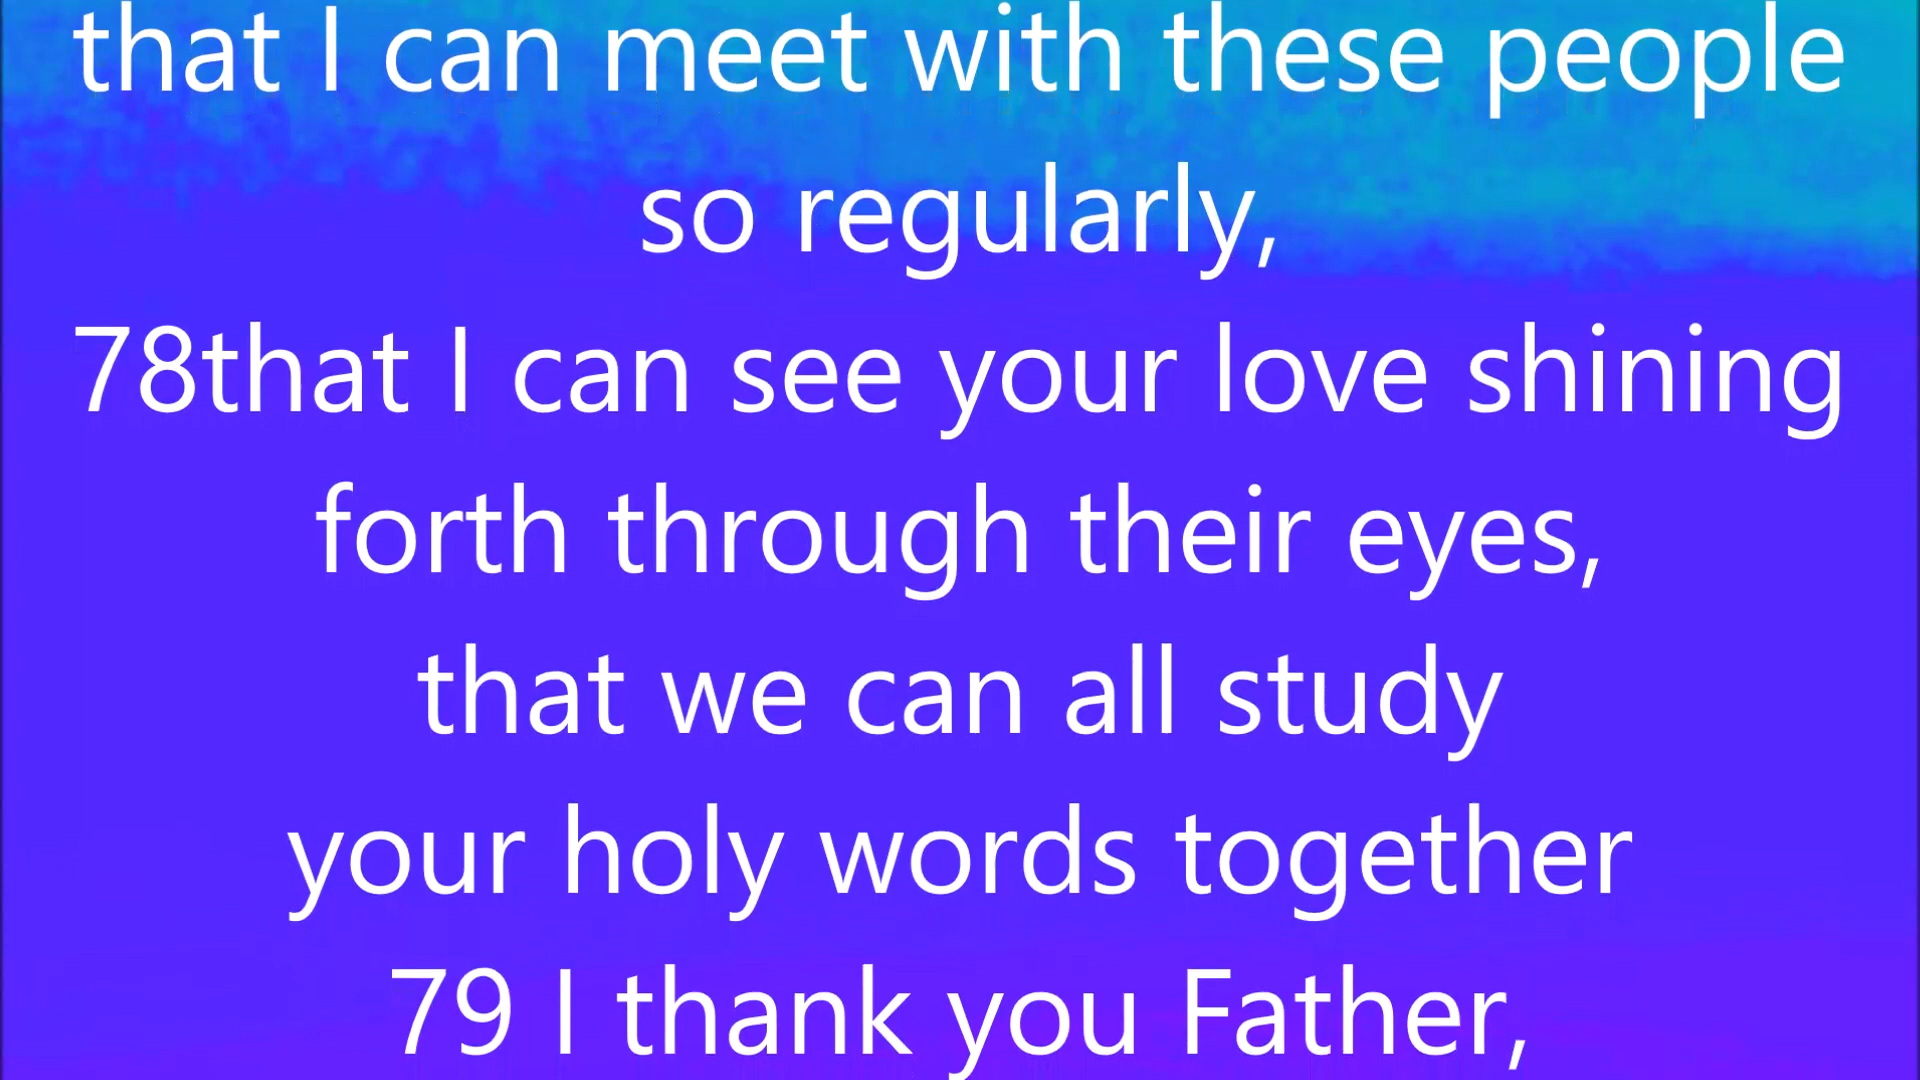 that I can meet with these people
so regularly,
78that I can see your love shining
forth through their eyes,
that we can all study
your holy words together
79 I thank you Father,